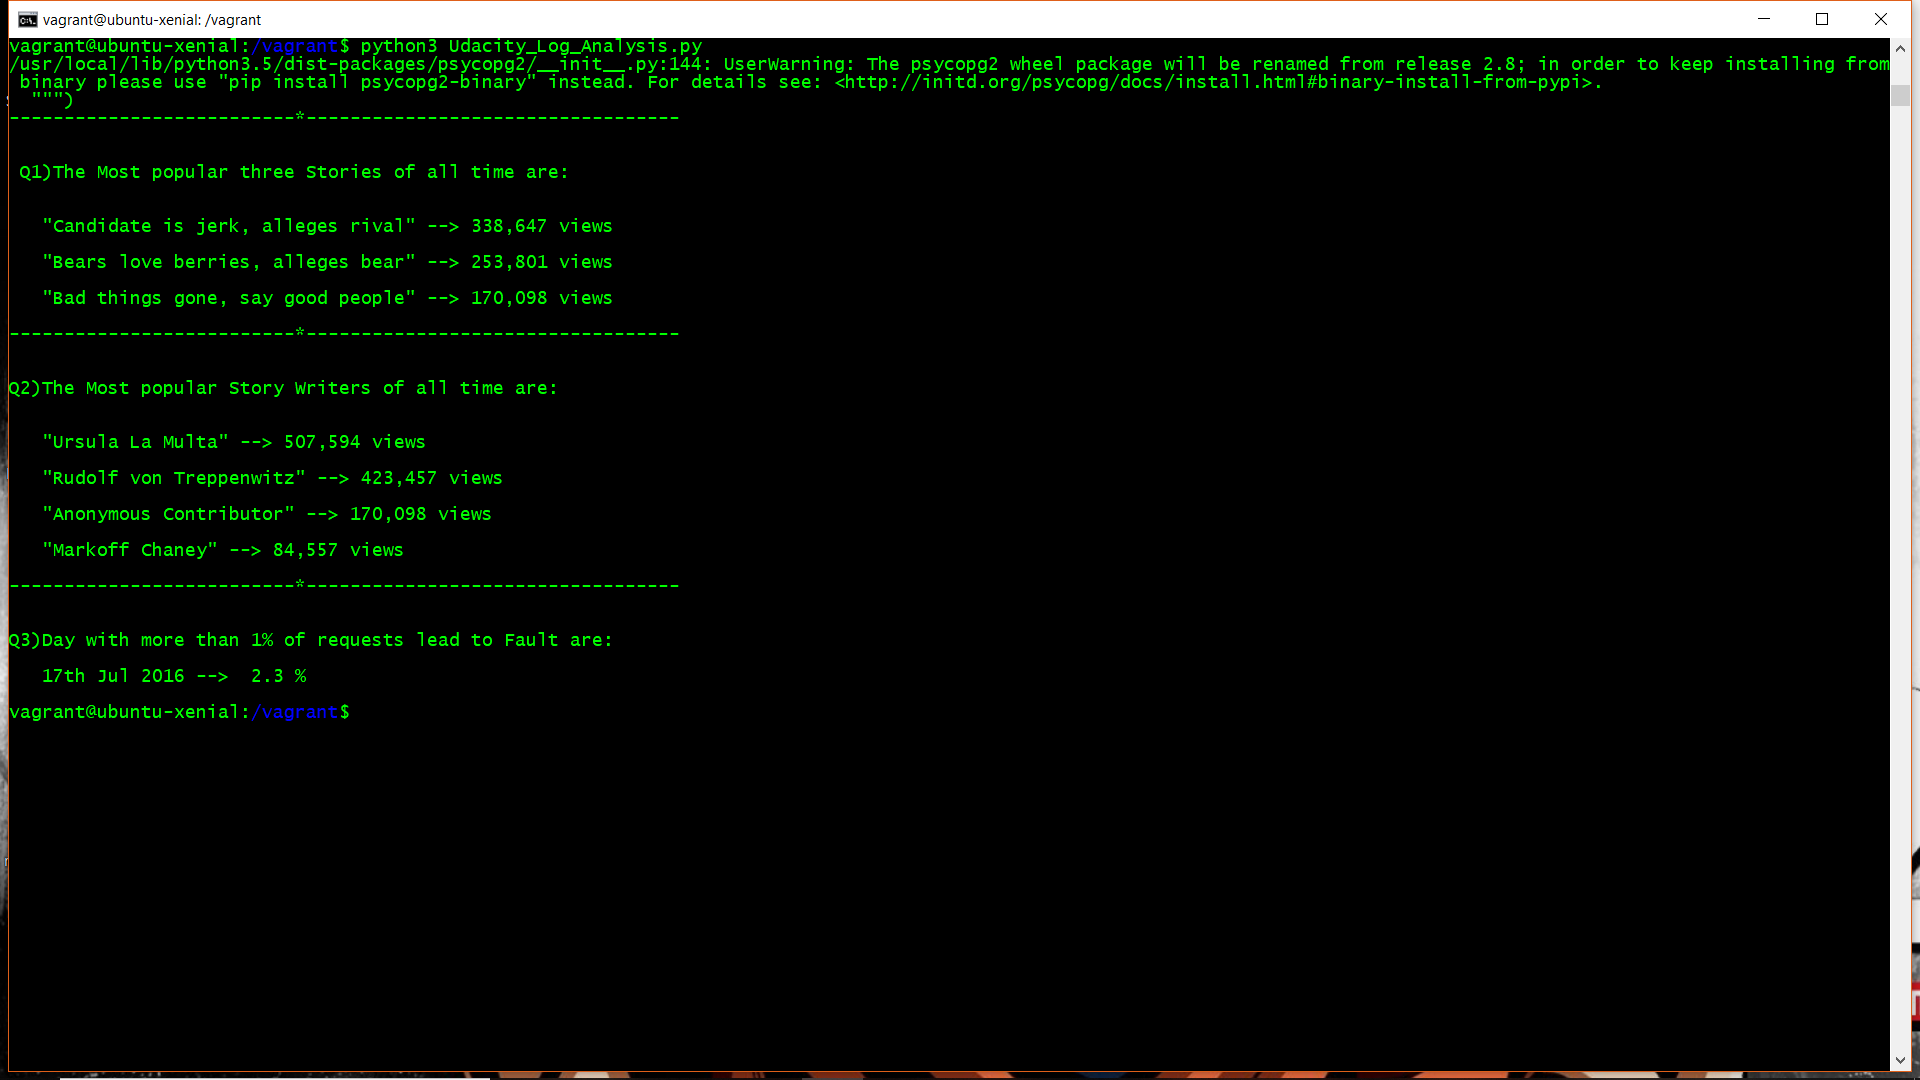 vagrant@ubuntu-xenial: /vagrant
vagrant@ubuntu-xenial:/vagrant$ python3 Udacity_Log_Analysis.py
/usr/local/lib/python3.5/dist-packages/psycopg2/__init__.py:144: UserWarning: The psycopg2 wheel package will be renamed from release 2.8; in order to keep installing from
binary please use "pip install psycopg2-binary" instead. For details see: <http://initd.org/psycopg/docs/install.html#binary-install-from-pypi>.
""")
--------------------------*----------------------------------
Q1)The Most popular three Stories of all time are:
"Candidate is jerk, alleges rival" --> 338,647 views
"Bears love berries, alleges bear" --> 253,801 views
"Bad things gone, say good people" --> 170,098 views
--------------------------*----------------------------------
Q2)The Most popular Story Writers of all time are:
"Ursula La Multa" --> 507,594 views
"Rudolf von Treppenwitz" --> 423,457 views
"Anonymous Contributor" --> 170,098 views
"Markoff Chaney" --> 84,557 views
--------------------------*----------------------------------
Q3)Day with more than 1% of requests lead to Fault are:
17th Jul 2016 -->  2.3 %
vagrant@ubuntu-xenial:/vagrant$